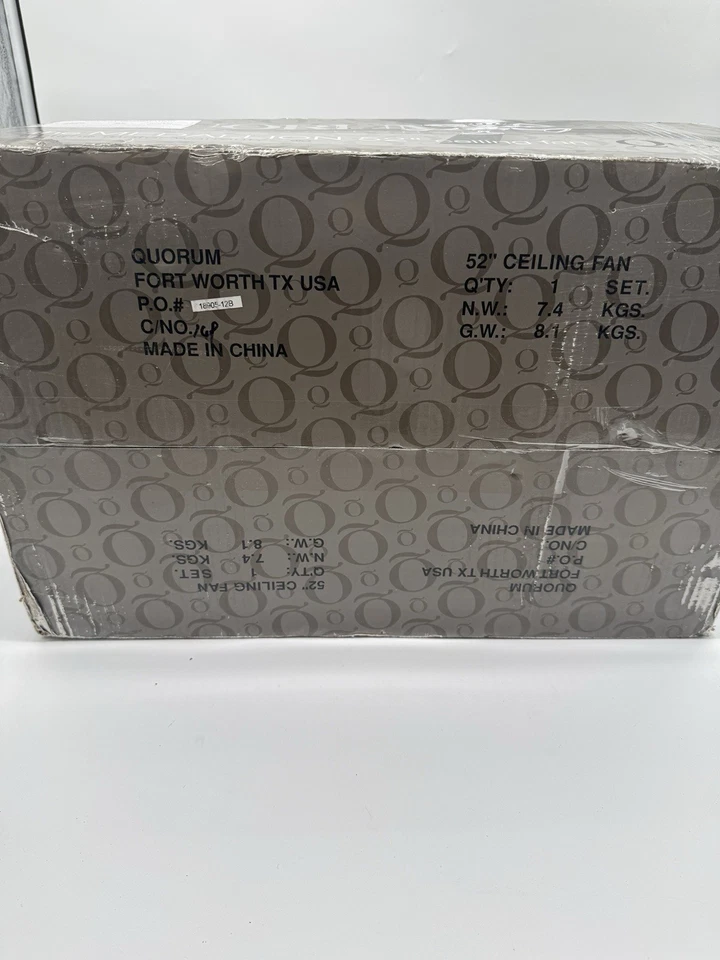 QUORUM
FORT WORTH TX USA
P.O.# 18905-12B
C/NO.
MADE IN CHINA
52" CEILING FAN
Q'TY: 1 SET.
N.W.: 7.4 KGS.
G.W.: 8.1 KGS.
QUORUM
FORT WORTH TX USA
P.O.#
C/NO.
MADE IN CHINA
52" CEILING FAN
Q'TY: 1 SET.
N.W.: 7.4 KGS.
G.W.: 8.1 KGS.